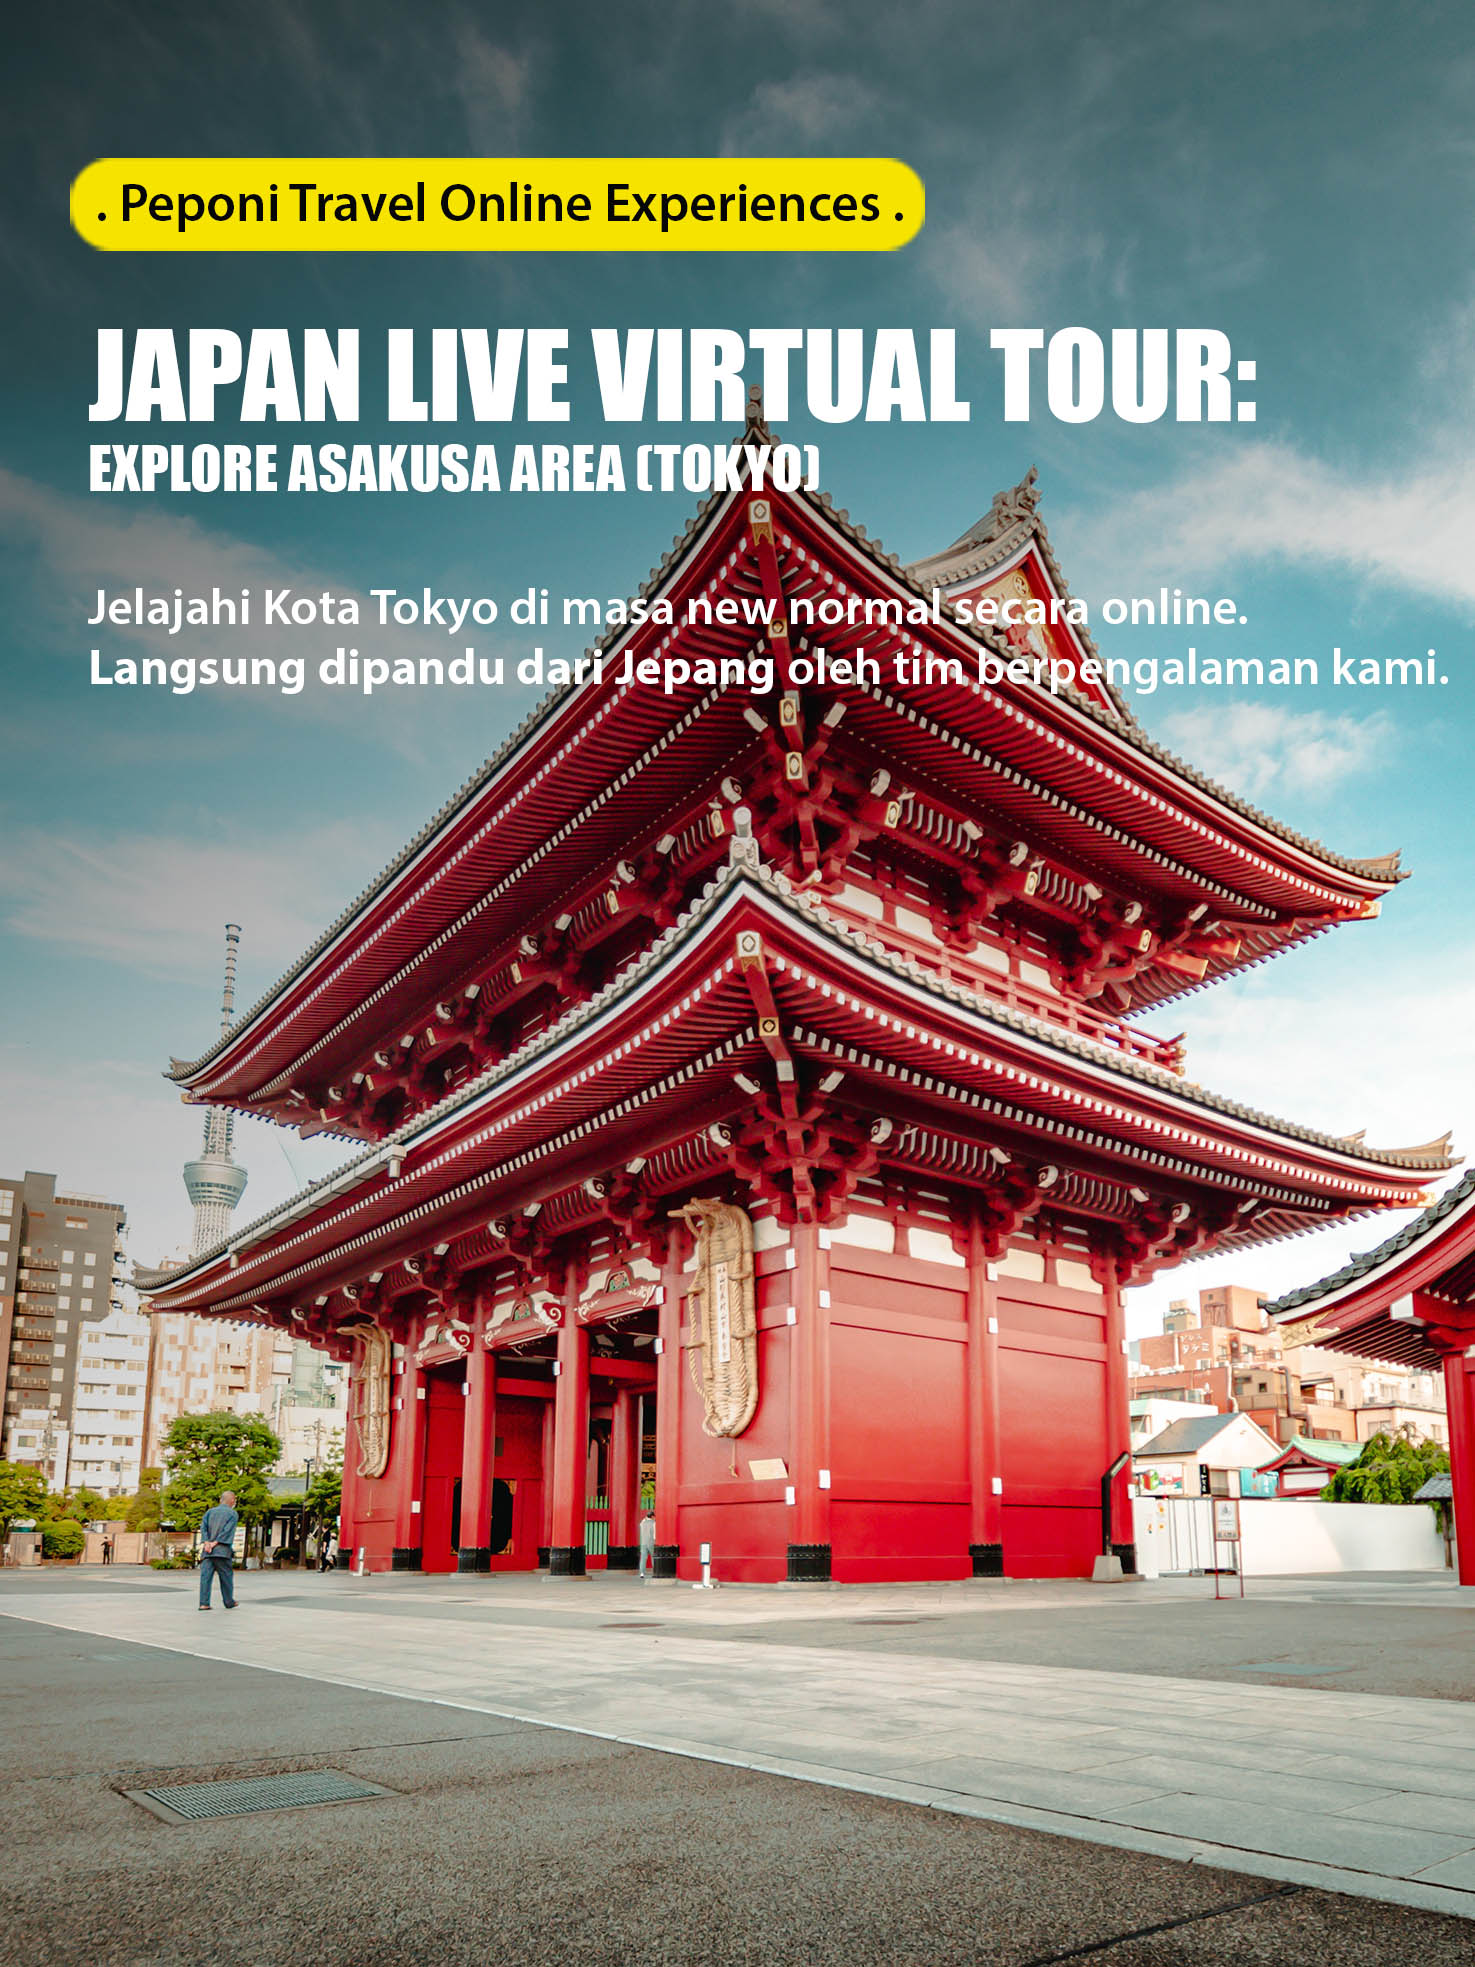 . Peponi Travel Online Experiences .
JAPAN LIVE VIRTUAL TOUR:
EXPLORE ASAKUSA AREA (TOKYO)
Jelajahi Kota Tokyo di masa new normal secara online.
Langsung dipandu dari Jepang oleh tim berpengalaman kami.